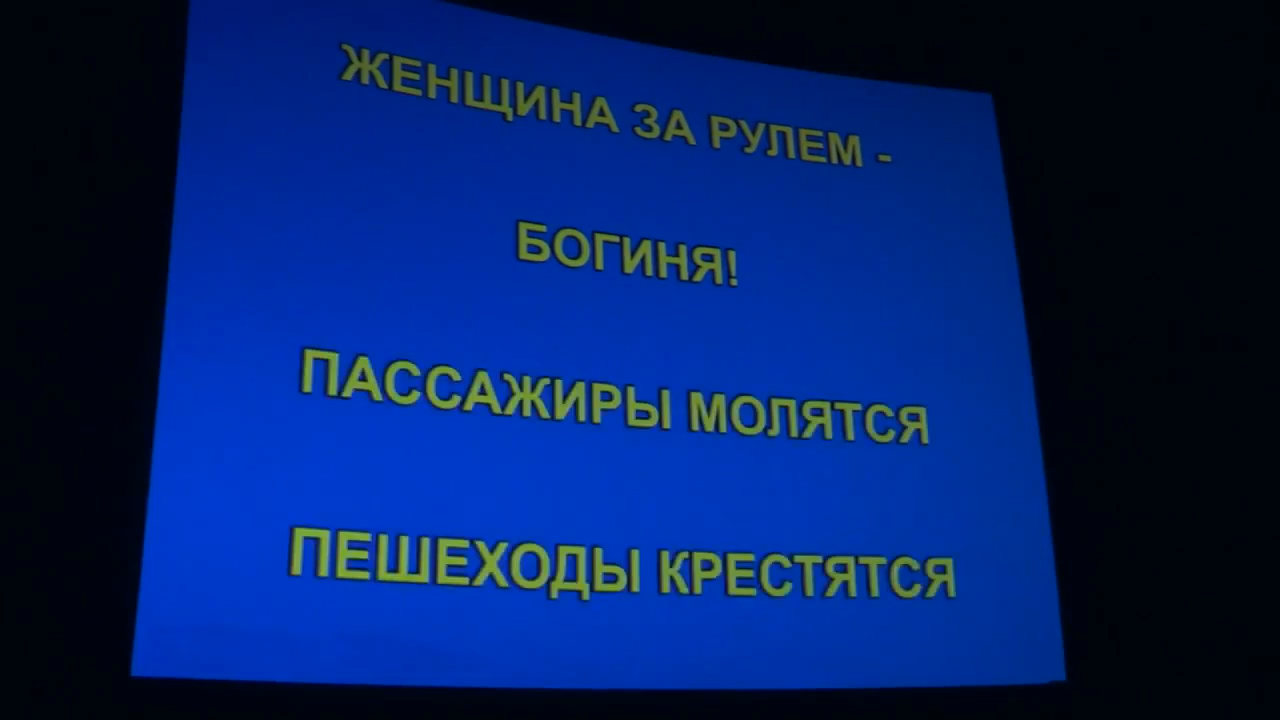 ЖЕНЩИНА ЗА РУЛЕМ -
БОГИНЯ!
ПАССАЖИРЫ МОЛЯТСЯ
ПЕШЕХОДЫ КРЕСТЯТСЯ